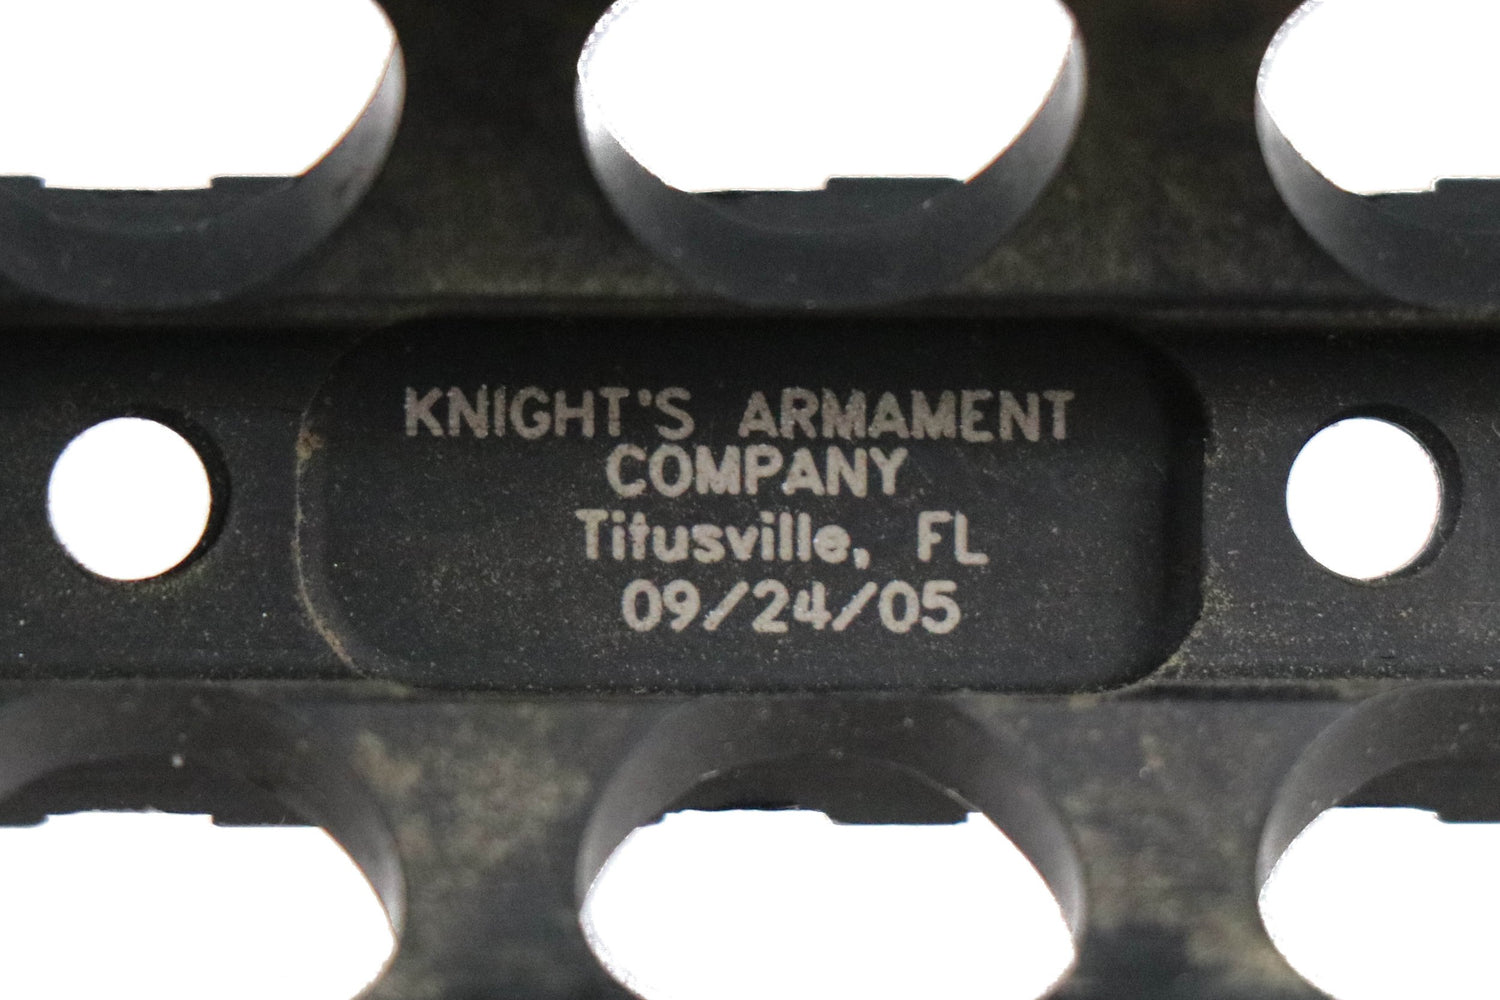 KNIGHT'S ARMAMENT
COMPANY
Titusville, FL
09/24/05